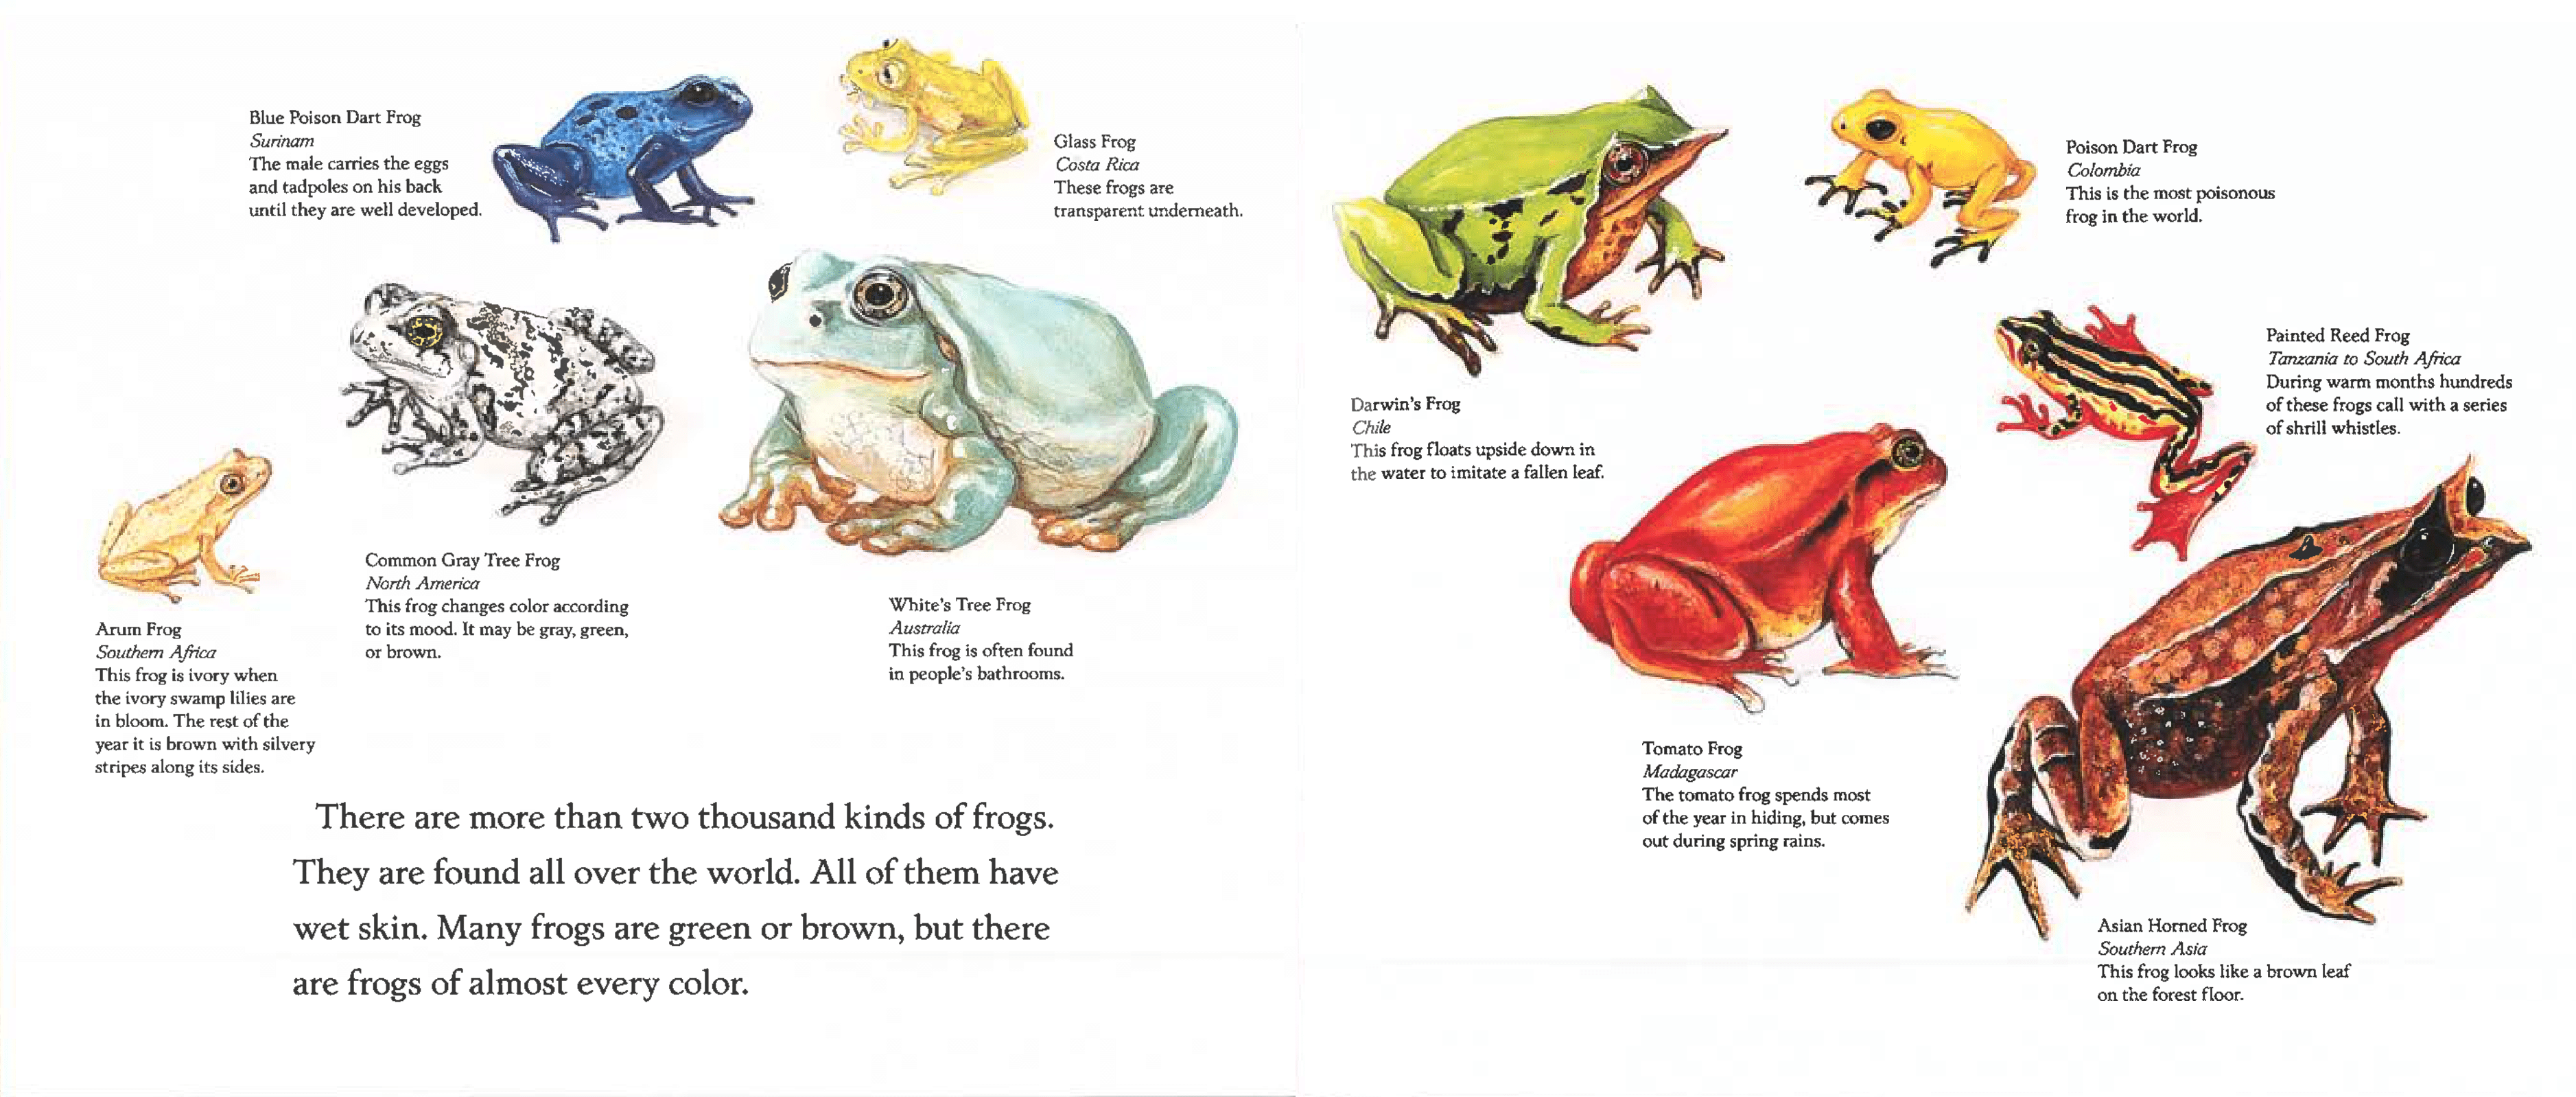 Blue Poison Dart Frog
Surinam
The male carries the eggs
and tadpoles on his back
until they are well developed.
Glass Frog
Costa Rica
These frogs are
transparent underneath.
Arum Frog
Southern Africa
This frog is ivory when
the ivory swamp lilies are
in bloom. The rest of the
year it is brown with silvery
stripes along its sides.
Common Gray Tree Frog
North America
This frog changes color according
to its mood. It may be gray, green,
or brown.
White's Tree Frog
Australia
This frog is often found
in people's bathrooms.
There are more than two thousand kinds of frogs.
They are found all over the world. All of them have
wet skin. Many frogs are green or brown, but there
are frogs of almost every color.
Darwin's Frog
Chile
This frog floats upside down in
the water to imitate a fallen leaf.
Poison Dart Frog
Colombia
This is the most poisonous
frog in the world.
Painted Reed Frog
Tanzania to South Africa
During warm months hundreds
of these frogs call with a series
of shrill whistles.
Tomato Frog
Madagascar
The tomato frog spends most
of the year in hiding, but comes
out during spring rains.
Asian Horned Frog
Southern Asia
This frog looks like a brown leaf
on the forest floor.